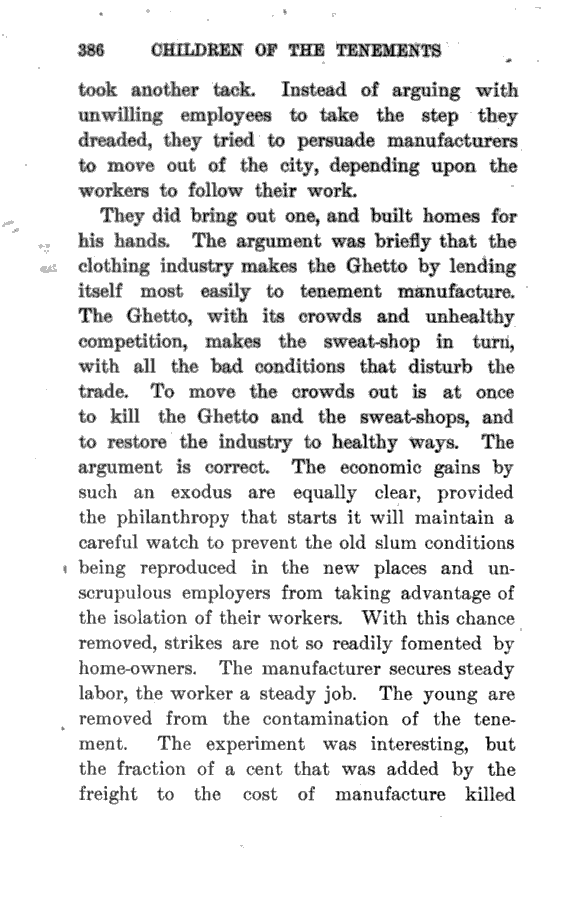 386 CHILDREN OF THE TENEMENTS
took another tack. Instead of arguing with
unwilling employees to take the step they
dreaded, they tried to persuade manufacturers
to move out of the city, depending upon the
workers to follow their work.
They did bring out one, and built homes for
his hands. The argument was briefly that the
clothing industry makes the Ghetto by lending
itself most easily to tenement manufacture.
The Ghetto, with its crowds and unhealthy
competition, makes the sweat-shop in turn,
with all the bad conditions that disturb the
trade. To move the crowds out is at once
to kill the Ghetto and the sweat-shops, and
to restore the industry to healthy ways. The
argument is correct. The economic gains by
such an exodus are equally clear, provided
the philanthropy that starts it will maintain a
careful watch to prevent the old slum conditions
being reproduced in the new places and un-
scrupulous employers from taking advantage of
the isolation of their workers. With this chance
removed, strikes are not so readily fomented by
home-owners. The manufacturer secures steady
labor, the worker a steady job. The young are
removed from the contamination of the tene-
ment. The experiment was interesting, but
the fraction of a cent that was added by the
freight to the cost of manufacture killed